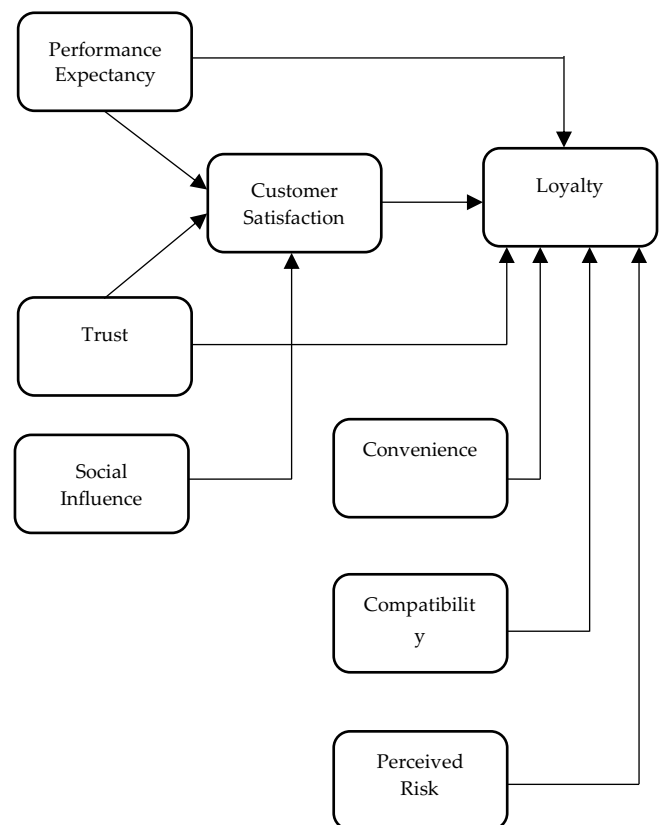 Performance
Expectancy
Customer
Satisfaction
Loyalty
Trust
Social
Influence
Convenience
Compatibilit
y
Perceived
Risk